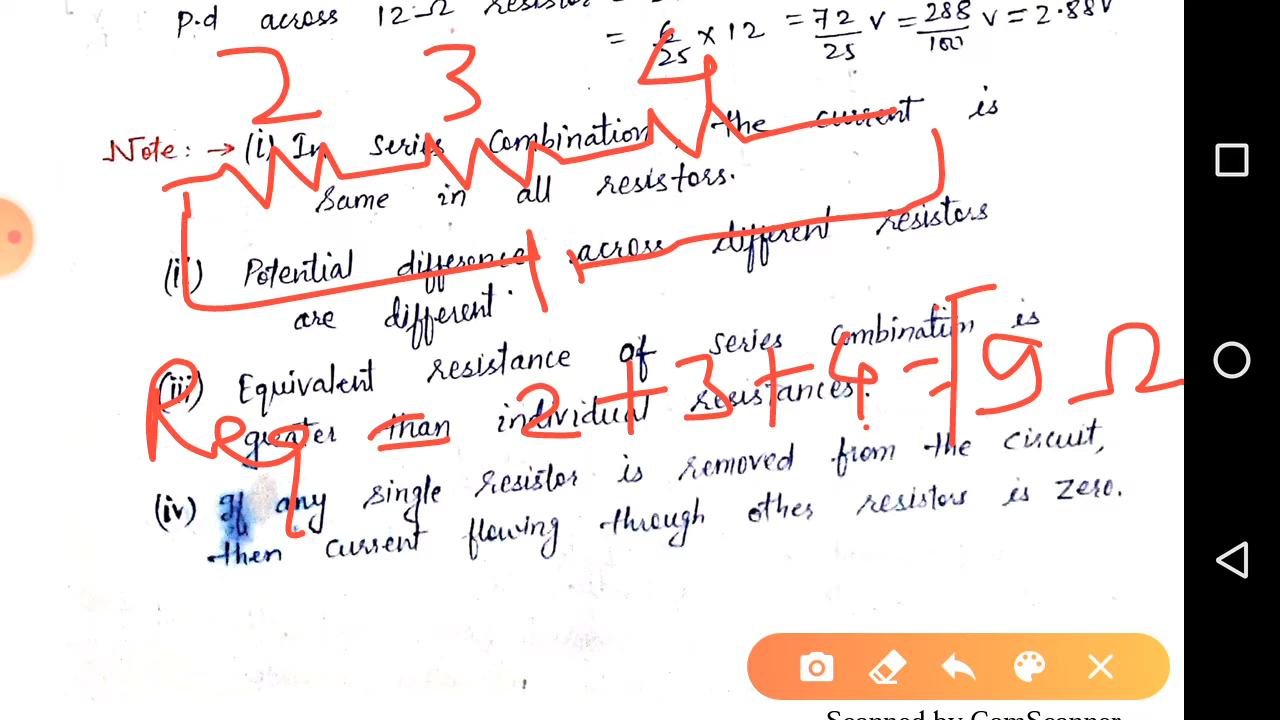 p.d across 12-Ω
= 6/25 × 12 = 72/25 V = 288/100 V = 2.88V
2 3 4
Note: → (i) In series Combination, the current is
same in all resistors.
(ii) Potential difference across different resistors
are different.
(iii) Equivalent resistance of series combination is
greater than individual resistances.
Req = 2 + 3 + 4 = 9 Ω
(iv) If any single resistor is removed from the circuit,
then current flowing through other resistors is zero.
Scanned by CamScanner